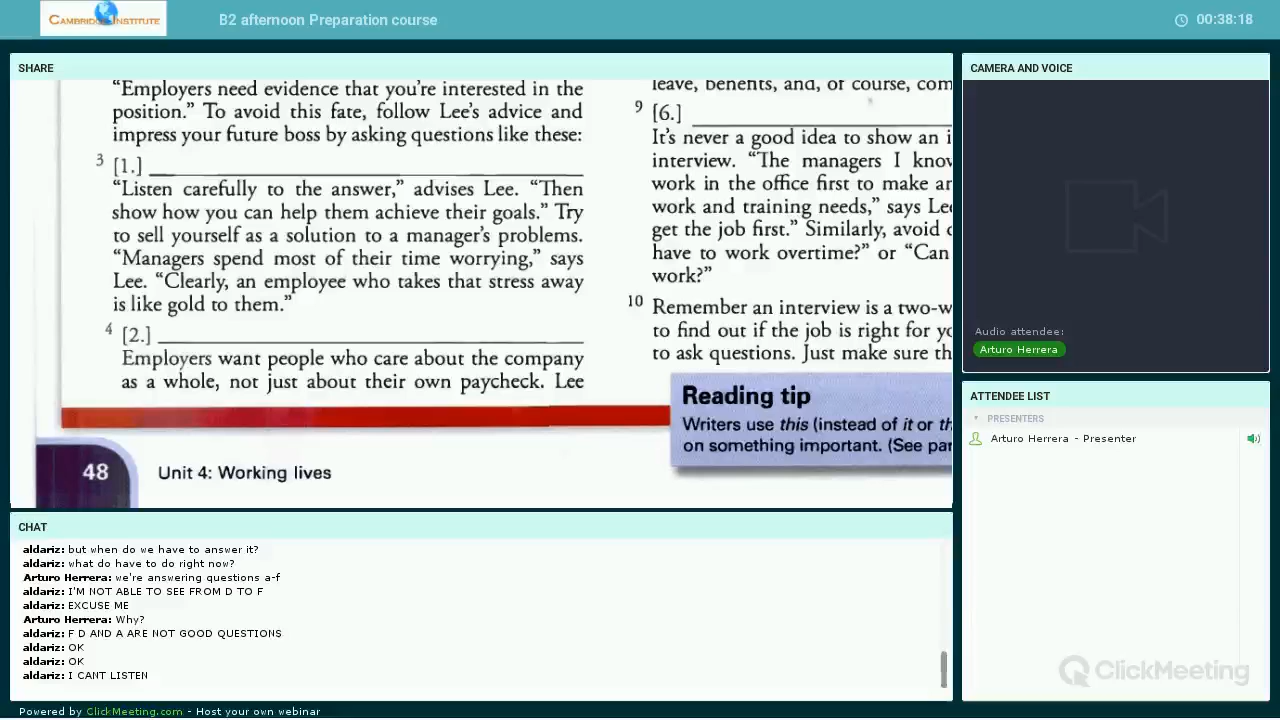 CAMBRIDGE INSTITUTE
B2 afternoon Preparation course
00:38:18
SHARE
"Employers need evidence that you're interested in the
position." To avoid this fate, follow Lee's advice and
impress your future boss by asking questions like these:
3 [1.] ____
"Listen carefully to the answer," advises Lee. "Then
show how you can help them achieve their goals." Try
to sell yourself as a solution to a manager's problems.
"Managers spend most of their time worrying," says
Lee. "Clearly, an employee who takes that stress away
is like gold to them."
4 [2.] ____
Employers want people who care about the company
as a whole, not just about their own paycheck. Lee
48 Unit 4: Working lives
leave, benefits, and, of course, com
9 [6.] ____
It's never a good idea to show an i
interview. "The managers I know
work in the office first to make an
work and training needs," says Lee
get the job first." Similarly, avoid
have to work overtime?" or "Can
work?"
10 Remember an interview is a two-w
to find out if the job is right for yo
to ask questions. Just make sure th
Reading tip
Writers use this (instead of it or th
on something important. (See par
CAMERA AND VOICE
Audio attendee:
Arturo Herrera
ATTENDEE LIST
PRESENTERS
Arturo Herrera - Presenter
CHAT
aldariz: but when do we have to answer it?
aldariz: what do have to do right now?
Arturo Herrera: we're answering questions a-f
aldariz: I'M NOT ABLE TO SEE FROM D TO F
aldariz: EXCUSE ME
Arturo Herrera: Why?
aldariz: F D AND A ARE NOT GOOD QUESTIONS
aldariz: OK
aldariz: OK
aldariz: I CANT LISTEN
ClickMeeting
Powered by ClickMeeting.com - Host your own webinar